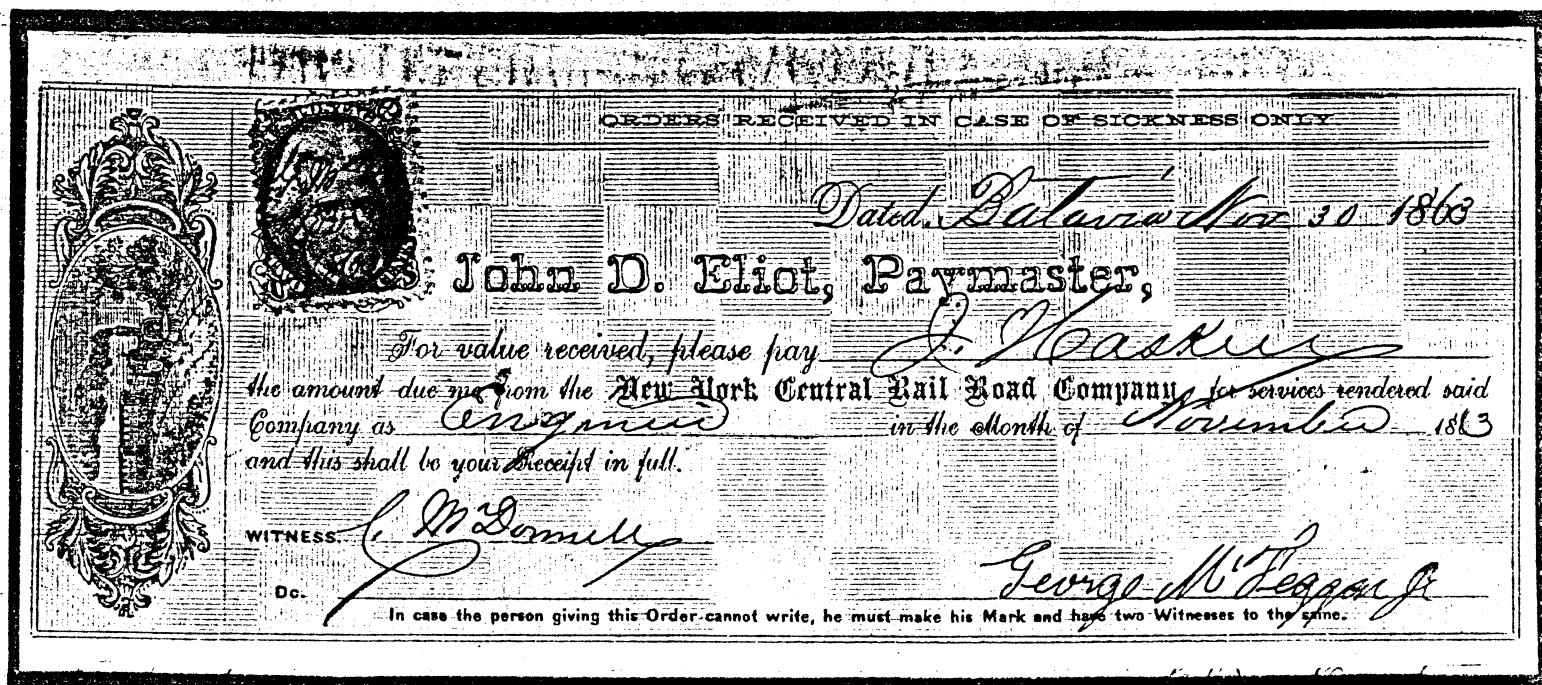 ORDERS RECEIVED IN CASE OF SICKNESS ONLY
Dated, Batavia Nov 30 1863
John D. Eliot, Paymaster,
For value received, please pay J. Haskins
the amount due me from the New York Central Rail Road Company, for services rendered said
Company as Engineer in the Month of November 1863
and this shall be your Receipt in full.
WITNESS. C. McDonnell
Do. George McTeggar Jr
In case the person giving this Order cannot write, he must make his Mark and have two Witnesses to the same.